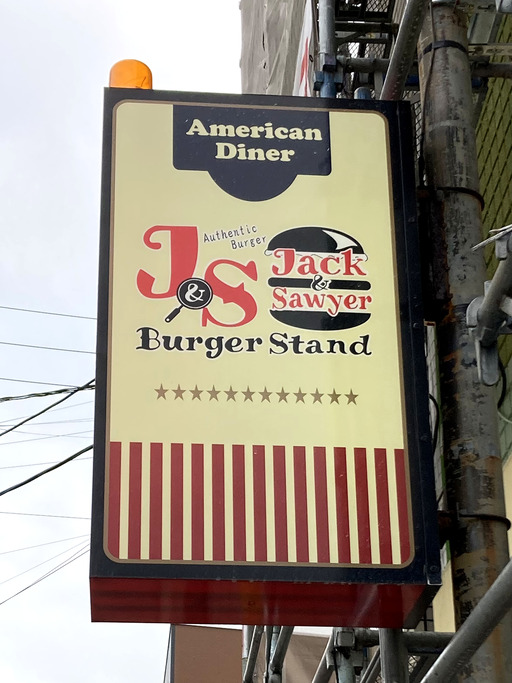 American
Diner
J&S
Authentic
Burger
Jack
&
Sawyer
Burger Stand